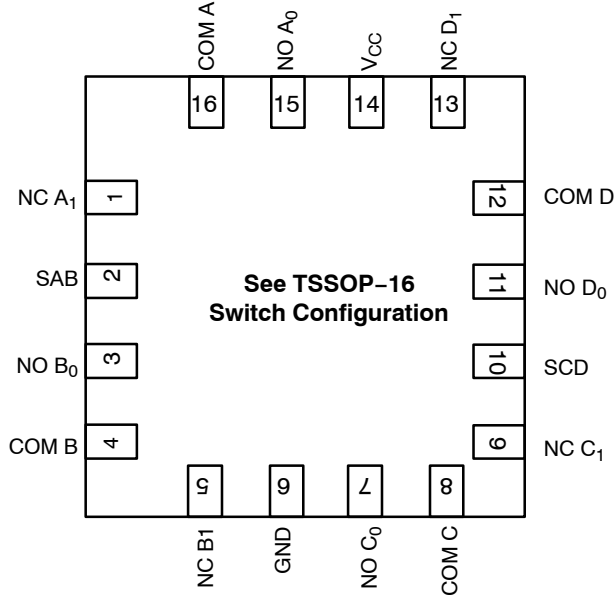 COM A
NO A₀
V_CC
NC D₁
16
15
14
13
NC A₁
1
12
COM D
SAB
2
See TSSOP–16
Switch Configuration
11
NO D₀
NO B₀
3
10
SCD
COM B
4
9
NC C₁
5
6
7
8
NC B1
GND
NO C₀
COM C